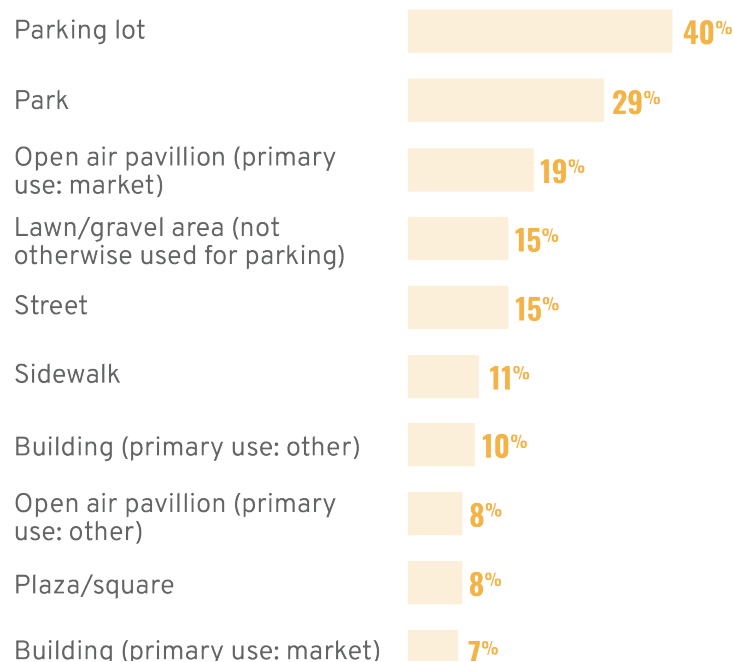 Parking lot 40%
Park 29%
Open air pavillion (primary
use: market) 19%
Lawn/gravel area (not
otherwise used for parking) 15%
Street 15%
Sidewalk 11%
Building (primary use: other) 10%
Open air pavillion (primary
use: other) 8%
Plaza/square 8%
Building (primary use: market) 7%